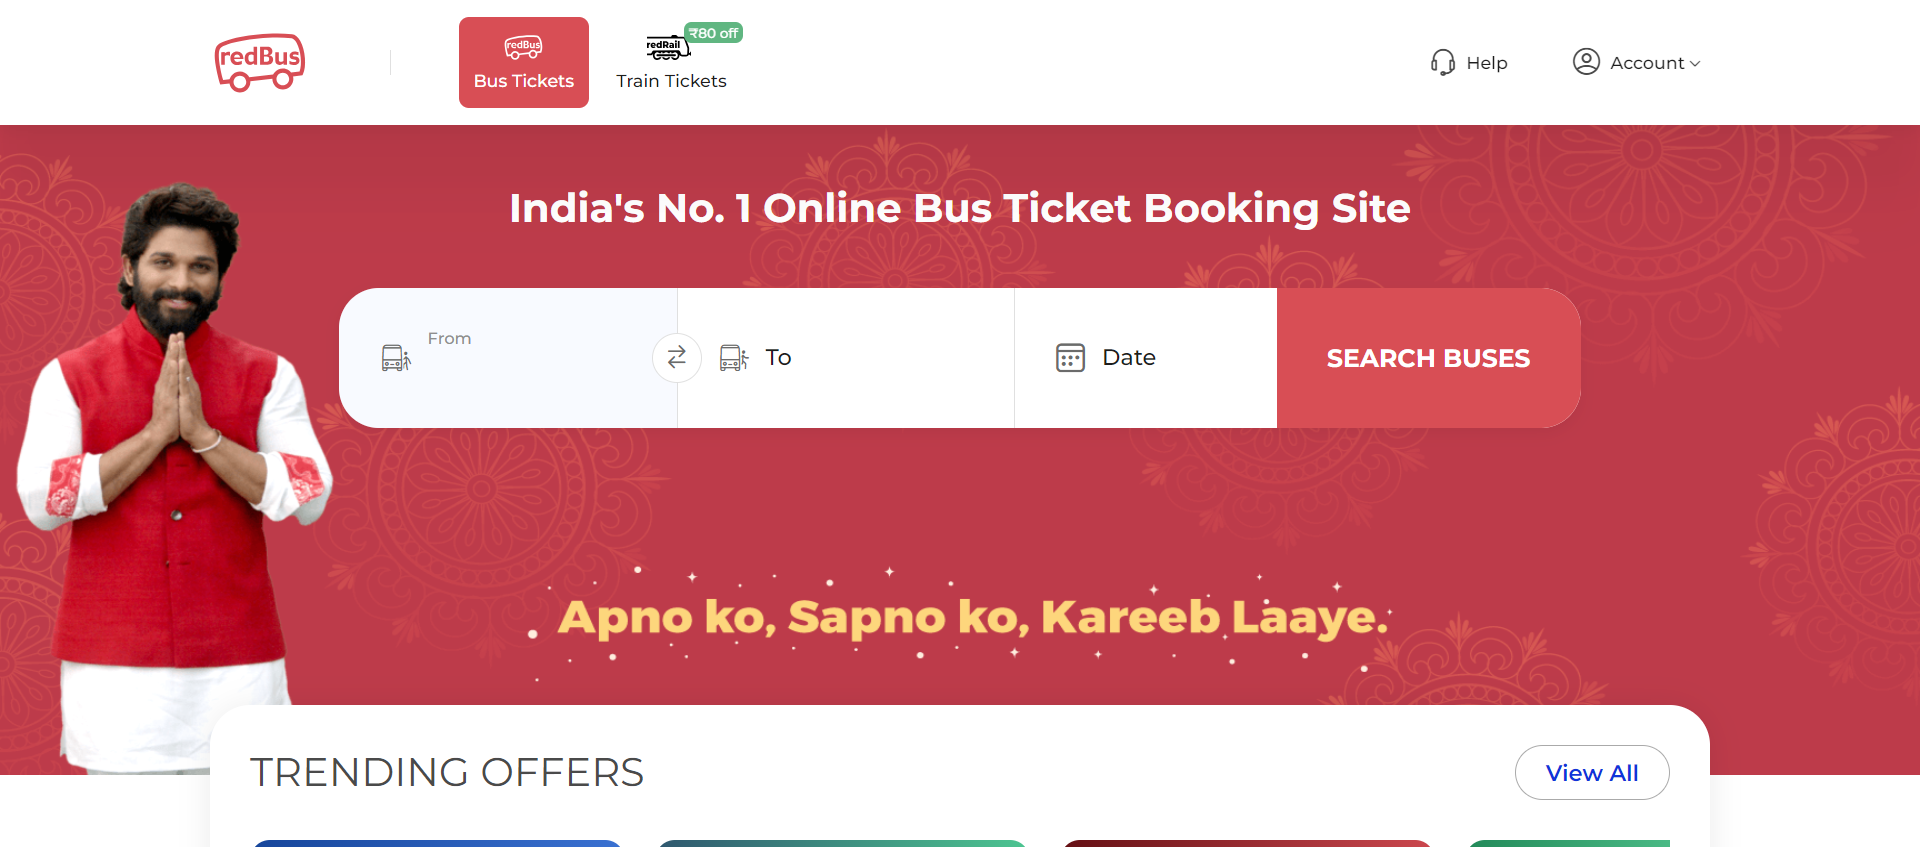 redBus
redBus
Bus Tickets
redRail
₹80 off
Train Tickets
Help
Account
India's No. 1 Online Bus Ticket Booking Site
From
To
Date
SEARCH BUSES
Apno ko, Sapno ko, Kareeb Laaye.
TRENDING OFFERS
View All